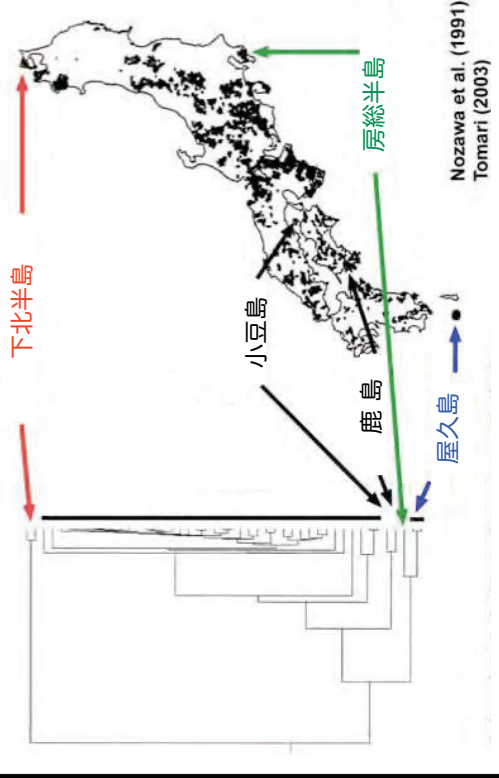 下北半島
房総半島
小豆島
鹿 島
屋久島
Nozawa et al. (1991)
Tomari (2003)